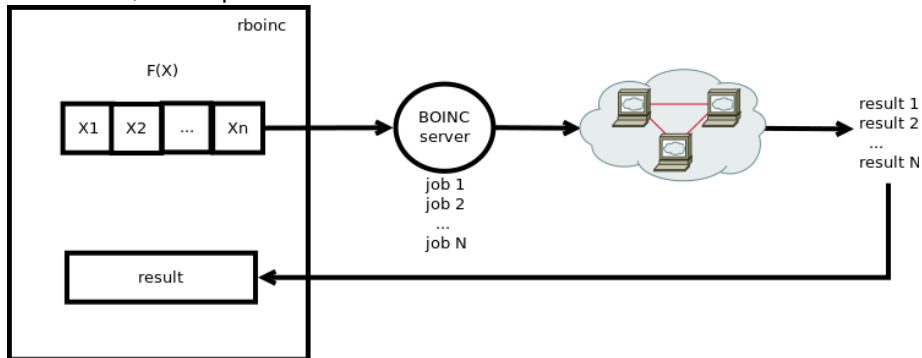 rboinc
F(X)
X1 X2 ... Xn
BOINC
server
job 1
job 2
...
job N
result 1
result 2
...
result N
result